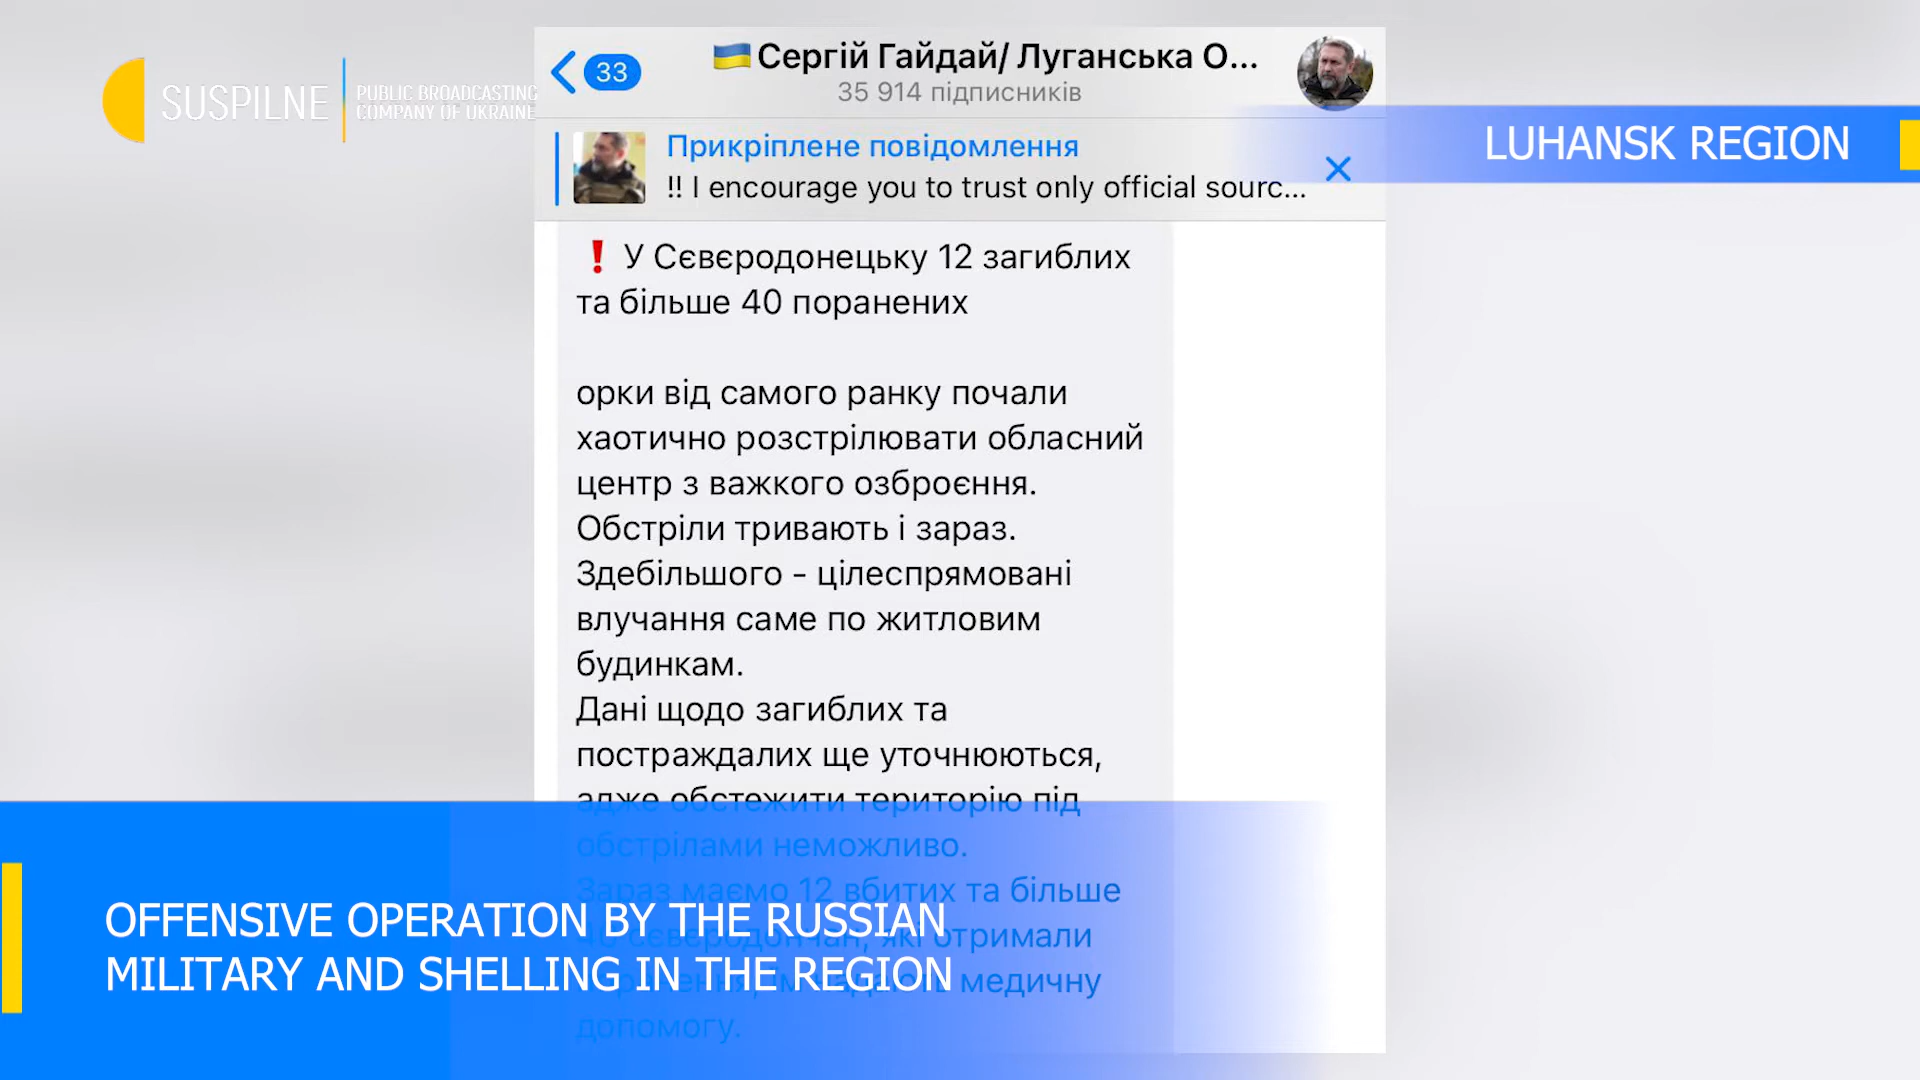 SUSPILNE
PUBLIC BROADCASTING
COMPANY OF UKRAINE
33
Сергій Гайдай/ Луганська О...
35 914 підписників
LUHANSK REGION
Прикріплене повідомлення
!! I encourage you to trust only official sourc...
❗ У Сєвєродонецьку 12 загиблих
та більше 40 поранених
орки від самого ранку почали
хаотично розстрілювати обласний
центр з важкого озброєння.
Обстріли тривають і зараз.
Здебільшого - цілеспрямовані
влучання саме по житловим
будинкам.
Дані щодо загиблих та
постраждалих ще уточнюються,
адже обстежити територію під
обстрілами неможливо.
Зараз маємо 12 вбитих та більше
40 сєвєродончан, які отримали
медичну
допомогу.
OFFENSIVE OPERATION BY THE RUSSIAN
MILITARY AND SHELLING IN THE REGION